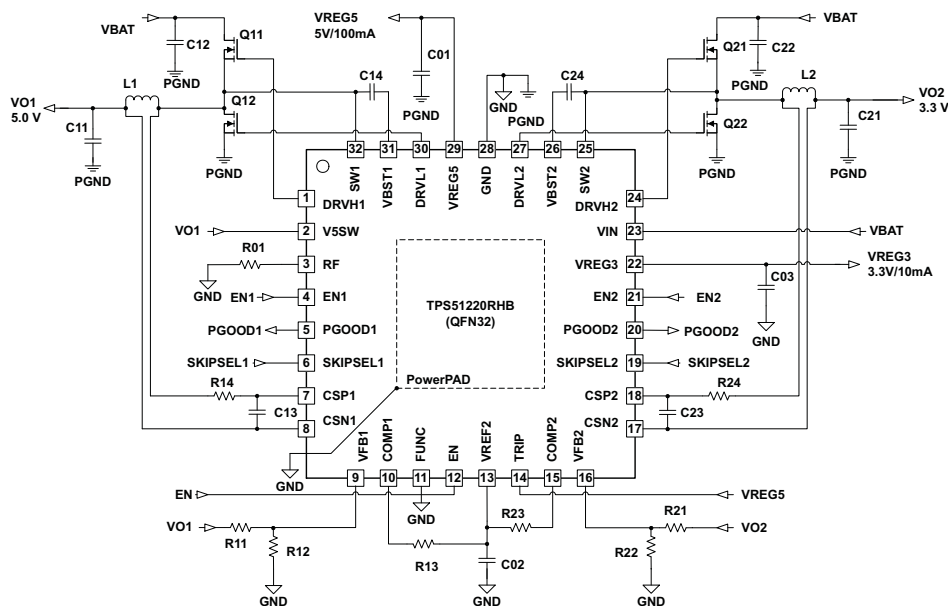 VBAT
C12
Q11
VREG5
5V/100mA
C01
PGND
VBAT
Q21
C22
PGND
L1
C14
C24
L2
VO1
5.0 V
C11
Q12
PGND
GND
PGND
Q22
C21
VO2
3.3 V
PGND
PGND
PGND
PGND
32
31
30
29
28
27
26
25
SW1
VBST1
DRVL1
VREG5
GND
DRVL2
VBST2
SW2
1
DRVH1
DRVH2
24
VO1
2
V5SW
VIN
23
VBAT
R01
3
RF
VREG3
22
VREG3
3.3V/10mA
GND
C03
EN1
4
EN1
TPS51220RHB
(QFN32)
EN2
21
EN2
GND
PGOOD1
5
PGOOD1
PGOOD2
20
PGOOD2
SKIPSEL1
6
SKIPSEL1
SKIPSEL2
19
SKIPSEL2
PowerPAD
R14
7
CSP1
CSP2
18
R24
C13
8
CSN1
CSN2
17
C23
VFB1
COMP1
FUNC
EN
VREF2
TRIP
COMP2
VFB2
GND
9
10
11
12
13
14
15
16
EN
GND
VREG5
VO1
R11
R12
R13
R23
C02
R22
R21
VO2
GND
GND
GND